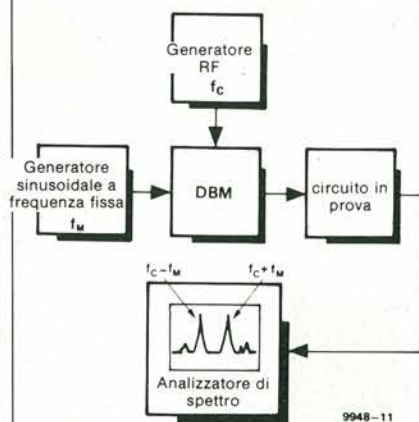 Generatore
RF
fC
Generatore
sinusoidale a
frequenza fissa
fM
DBM
circuito in
prova
fC−fM
fC+fM
Analizzatore di
spettro
9948-11